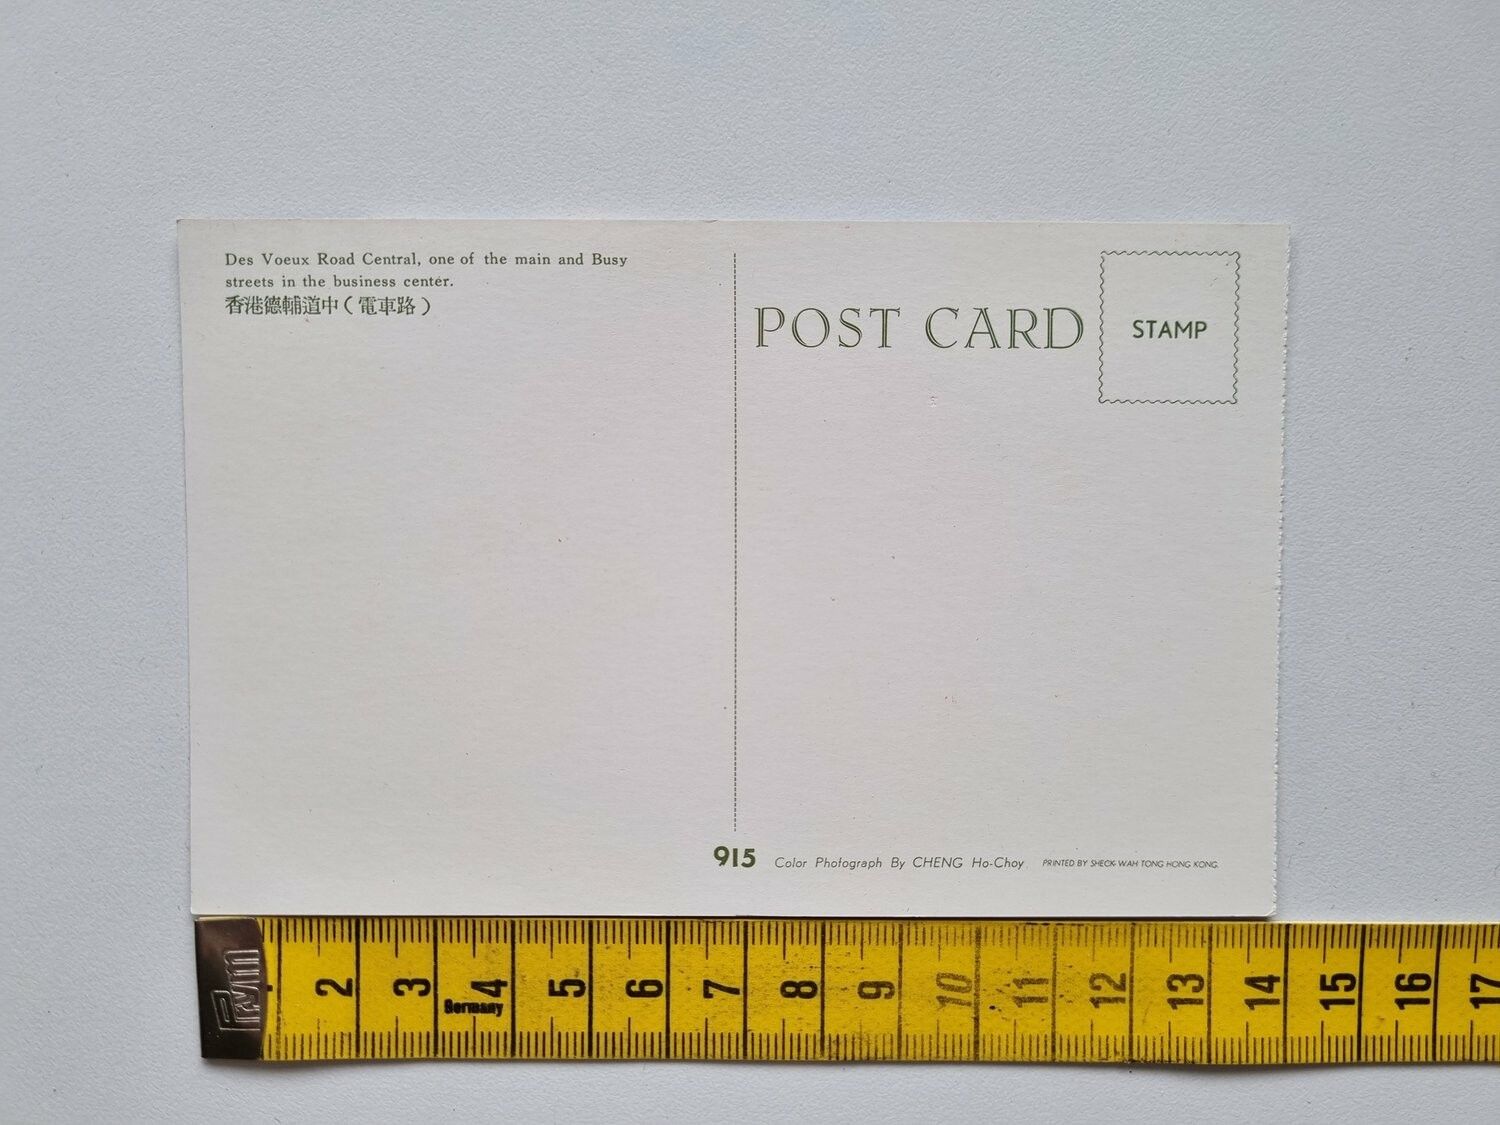 Des Voeux Road Central, one of the main and Busy
streets in the business center.
香港德輔道中（電車路）
POST CARD
STAMP
915 Color Photograph By CHENG Ho-Choy PRINTED BY SHECK-WAH TONG HONG KONG.
Prym
2 3 4 5 6 7 8 9 10 11 12 13 14 15 16 17
Germany